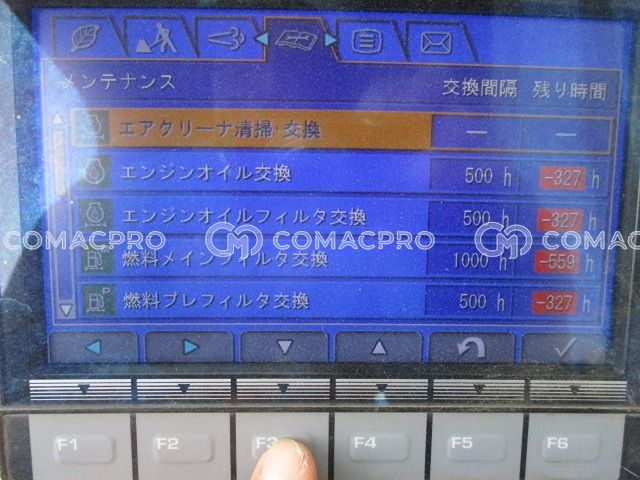 メンテナンス 交換間隔 残り時間
エアクリーナ清掃・交換 — —
エンジンオイル交換 500 h -327 h
エンジンオイルフィルタ交換 500 h -327 h
COMACPRO COMACPRO COMACPRO
燃料メインフィルタ交換 1000 h -559 h
燃料プレフィルタ交換 500 h -327 h
F1 F2 F3 F4 F5 F6